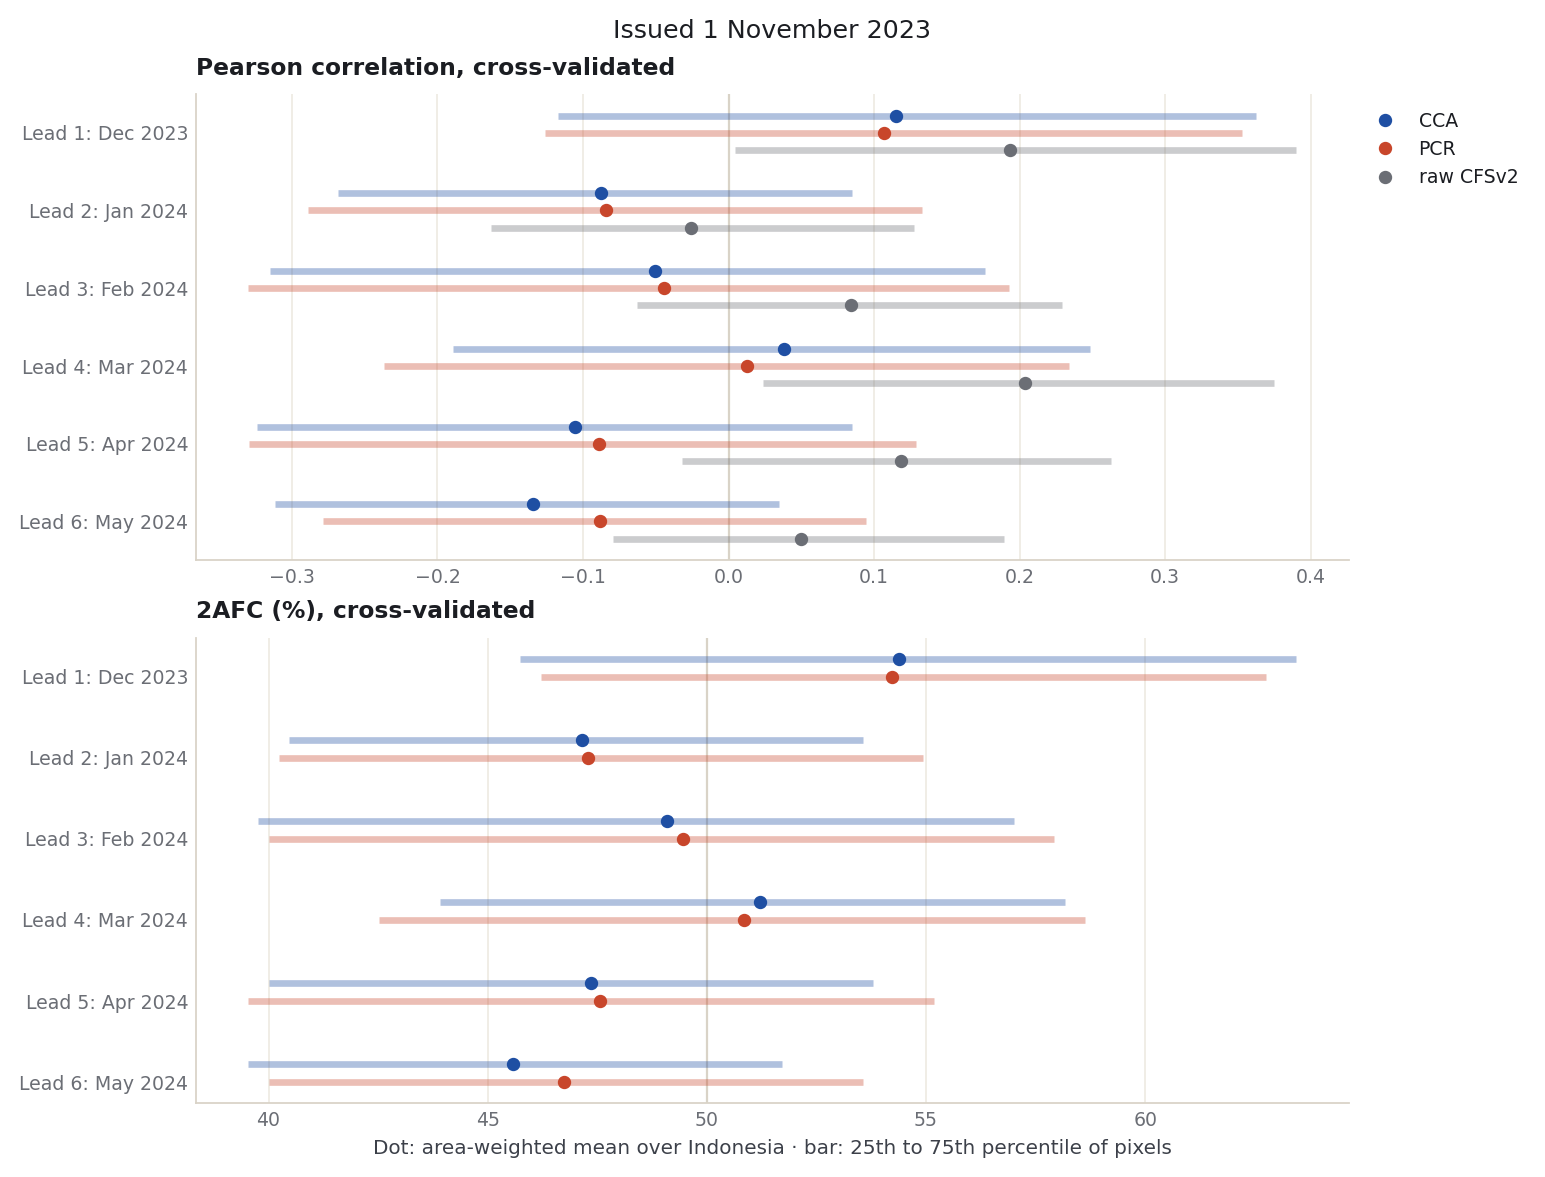 Issued 1 November 2023
Pearson correlation, cross-validated
Lead 1: Dec 2023
Lead 2: Jan 2024
Lead 3: Feb 2024
Lead 4: Mar 2024
Lead 5: Apr 2024
Lead 6: May 2024
−0.3 −0.2 −0.1 0.0 0.1 0.2 0.3 0.4
CCA
PCR
raw CFSv2
2AFC (%), cross-validated
Lead 1: Dec 2023
Lead 2: Jan 2024
Lead 3: Feb 2024
Lead 4: Mar 2024
Lead 5: Apr 2024
Lead 6: May 2024
40 45 50 55 60
Dot: area-weighted mean over Indonesia · bar: 25th to 75th percentile of pixels